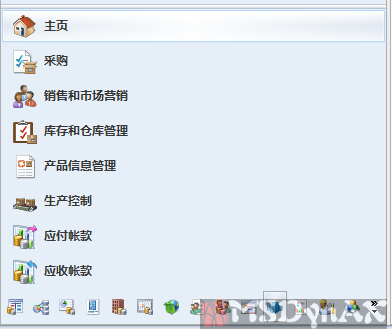 主页
采购
销售和市场营销
库存和仓库管理
产品信息管理
生产控制
应付帐款
应收帐款
MSDynAX